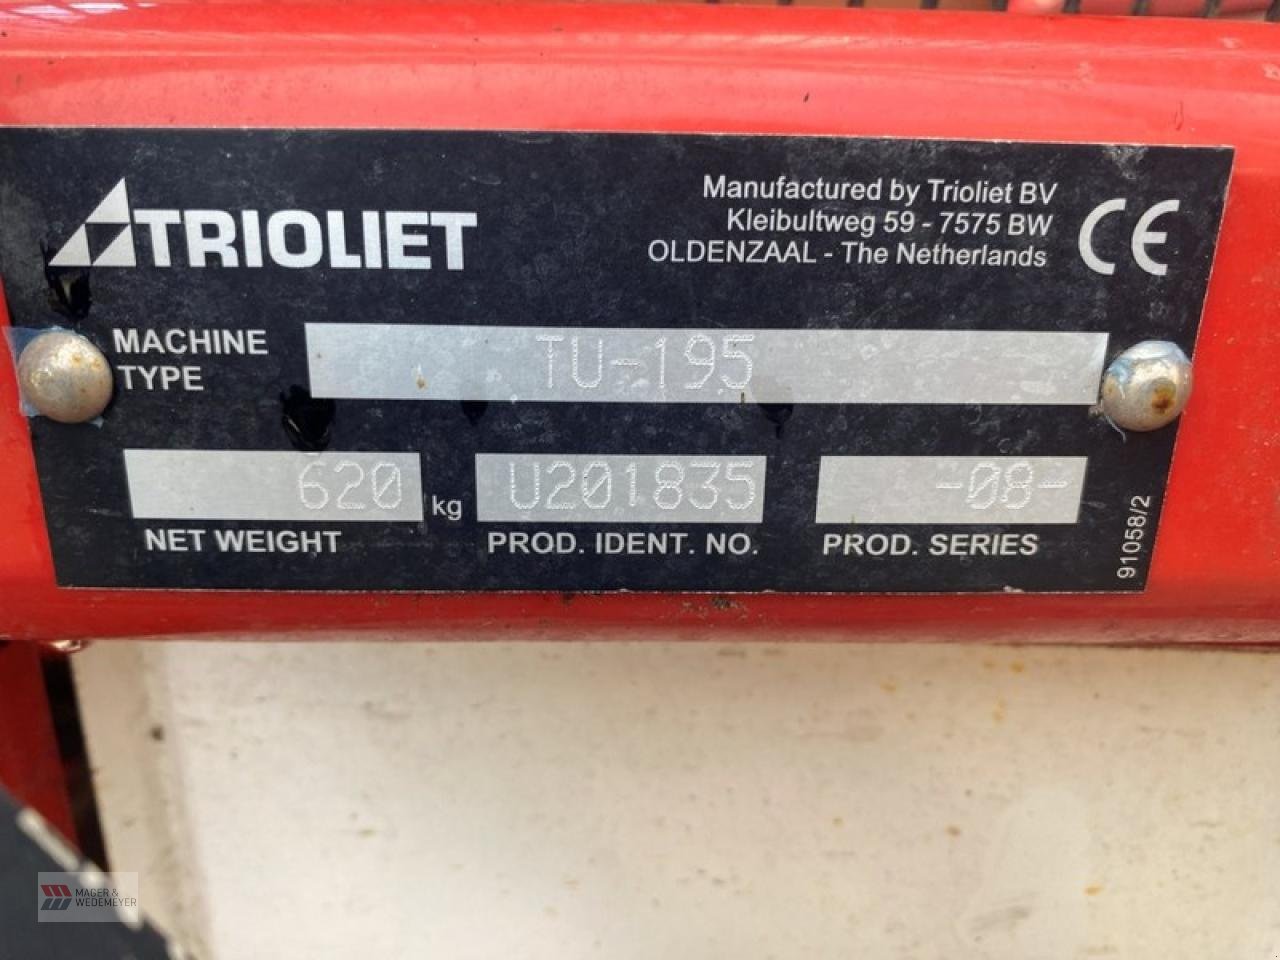 TRIOLIET
Manufactured by Trioliet BV
Kleibultweg 59 - 7575 BW
OLDENZAAL - The Netherlands
CE
MACHINE
TYPE
TU-195
620 kg
U201835
-08-
NET WEIGHT
PROD. IDENT. NO.
PROD. SERIES
91058/2
MAGER &
WEDEMEYER